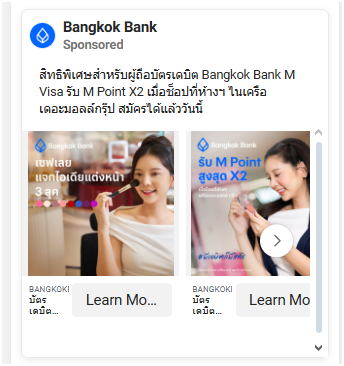 Bangkok Bank
Sponsored
สิทธิพิเศษสำหรับผู้ถือบัตรเดบิต Bangkok Bank M
Visa รับ M Point X2 เมื่อช็อปที่ห้างฯ ในเครือ
เดอะมอลล์กรุ๊ป สมัครได้แล้ววันนี้
Bangkok Bank
เซฟเลย
แจกไอเดียแต่งหน้า
3 ลุค
Bangkok Bank
รับ M Point
สูงสุด X2
BANGKOKI
บัตร
เดบิต...
Learn Mo...
BANGKOKI
บัตร
เดบิต...
Learn Mo...